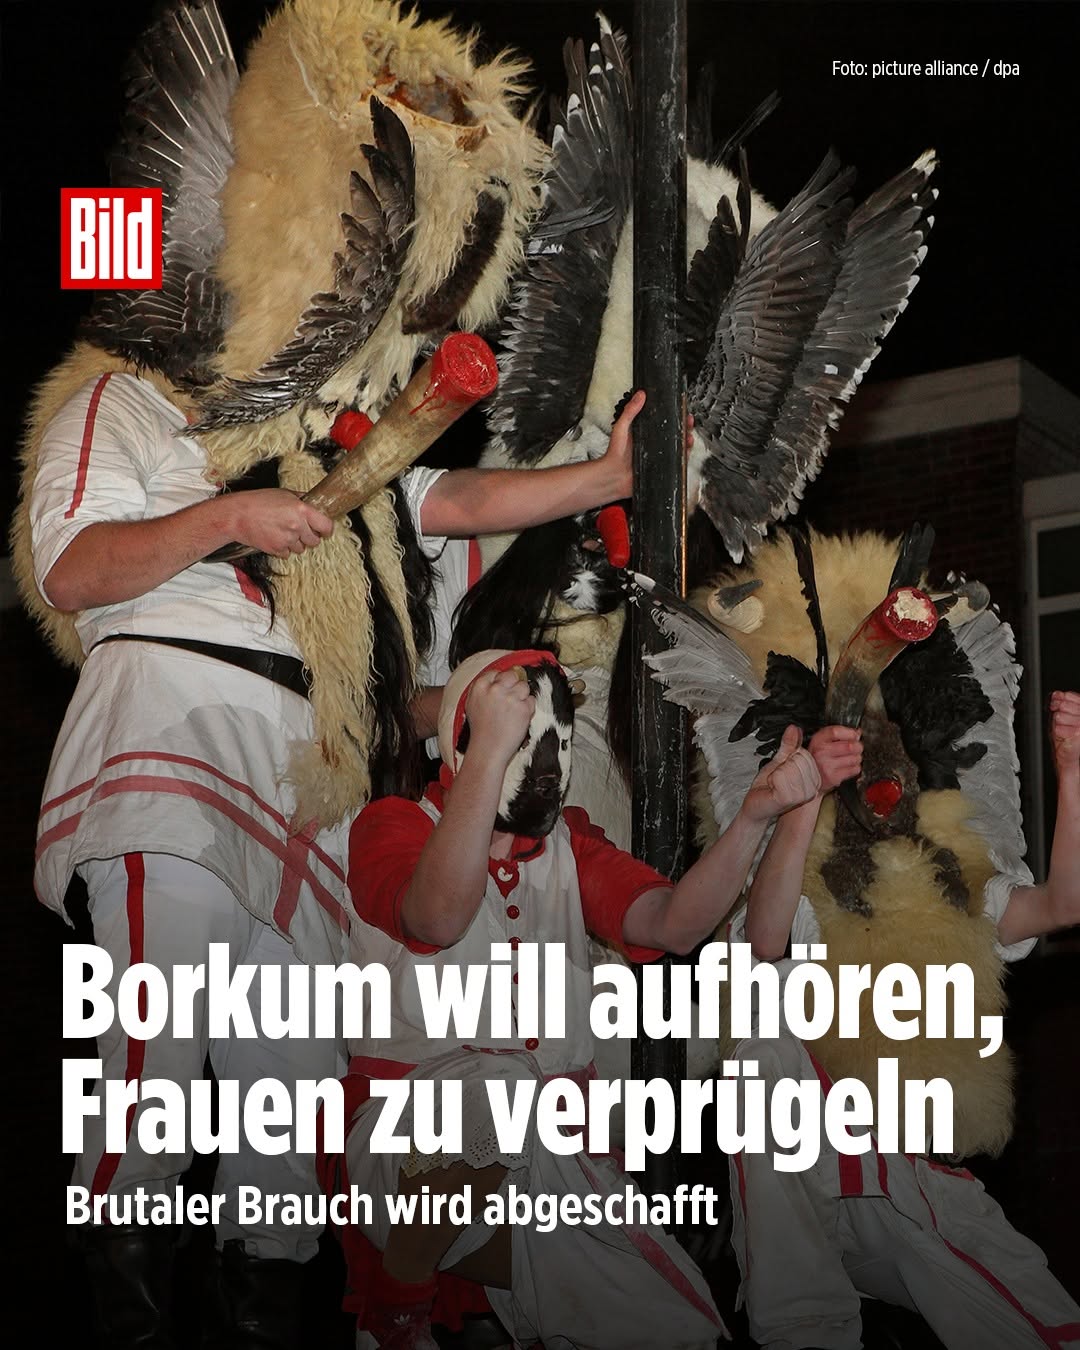 Foto: picture alliance / dpa
Bild
Borkum will aufhören,
Frauen zu verprügeln
Brutaler Brauch wird abgeschafft